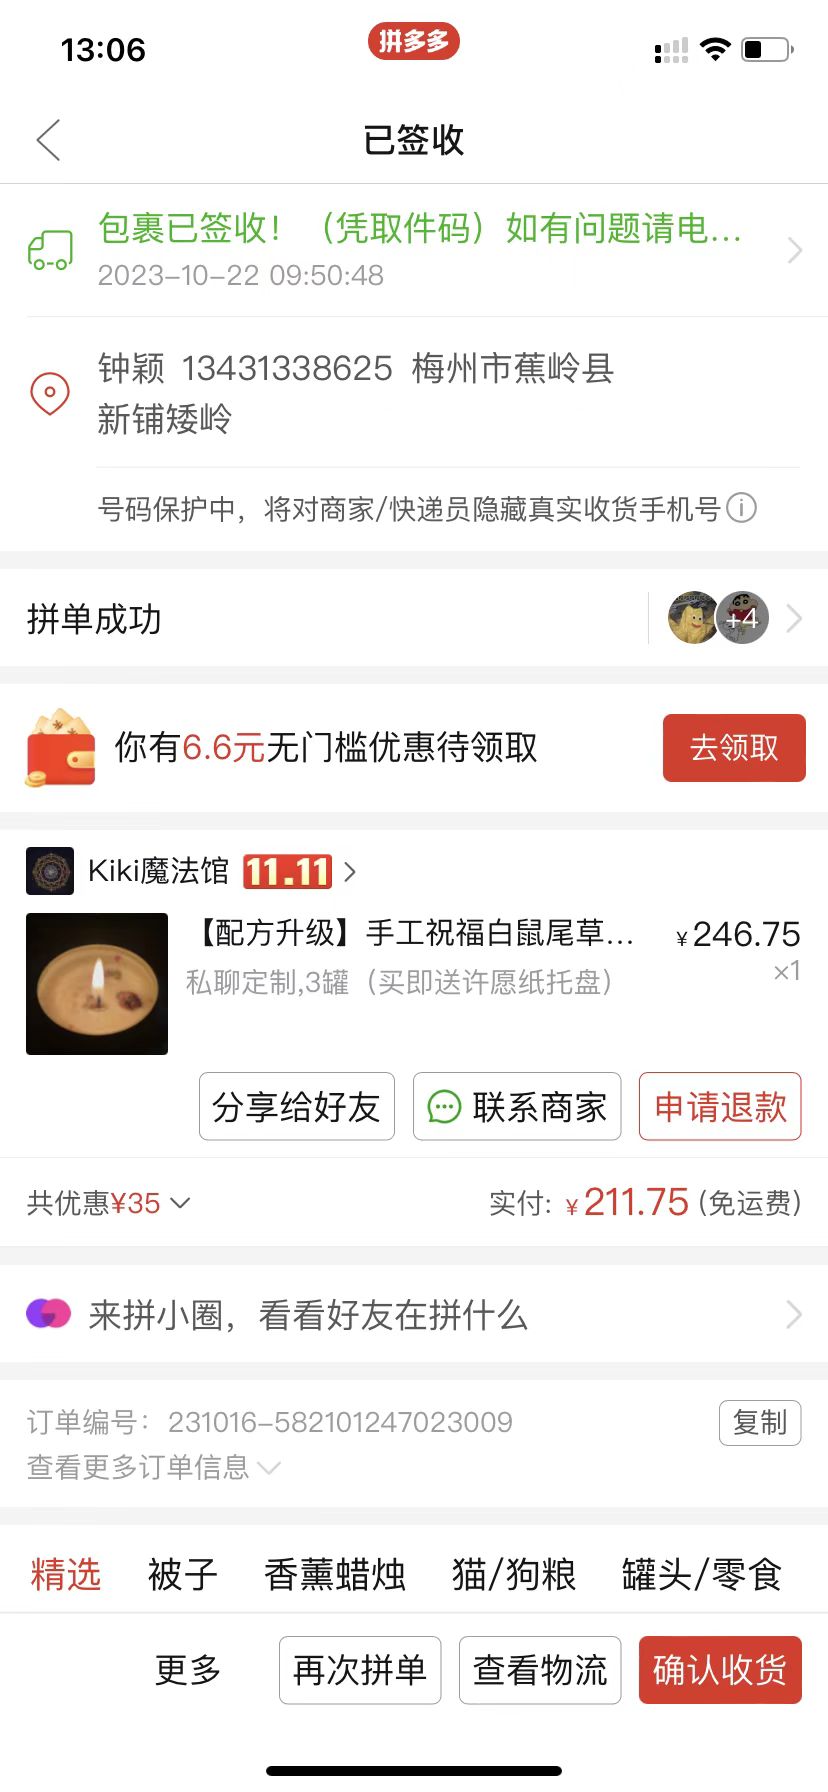 13:06
拼多多
已签收
包裹已签收！（凭取件码）如有问题请电...
2023-10-22 09:50:48
钟颖 13431338625 梅州市蕉岭县
新铺矮岭
号码保护中，将对商家/快递员隐藏真实收货手机号
拼单成功
+4
你有6.6元无门槛优惠待领取
去领取
Kiki魔法馆 11.11
【配方升级】手工祝福白鼠尾草... ¥246.75
私聊定制,3罐（买即送许愿纸托盘） ×1
分享给好友 联系商家 申请退款
共优惠¥35 实付: ¥211.75 (免运费)
来拼小圈，看看好友在拼什么
订单编号：231016-582101247023009 复制
查看更多订单信息
精选 被子 香薰蜡烛 猫/狗粮 罐头/零食
更多 再次拼单 查看物流 确认收货